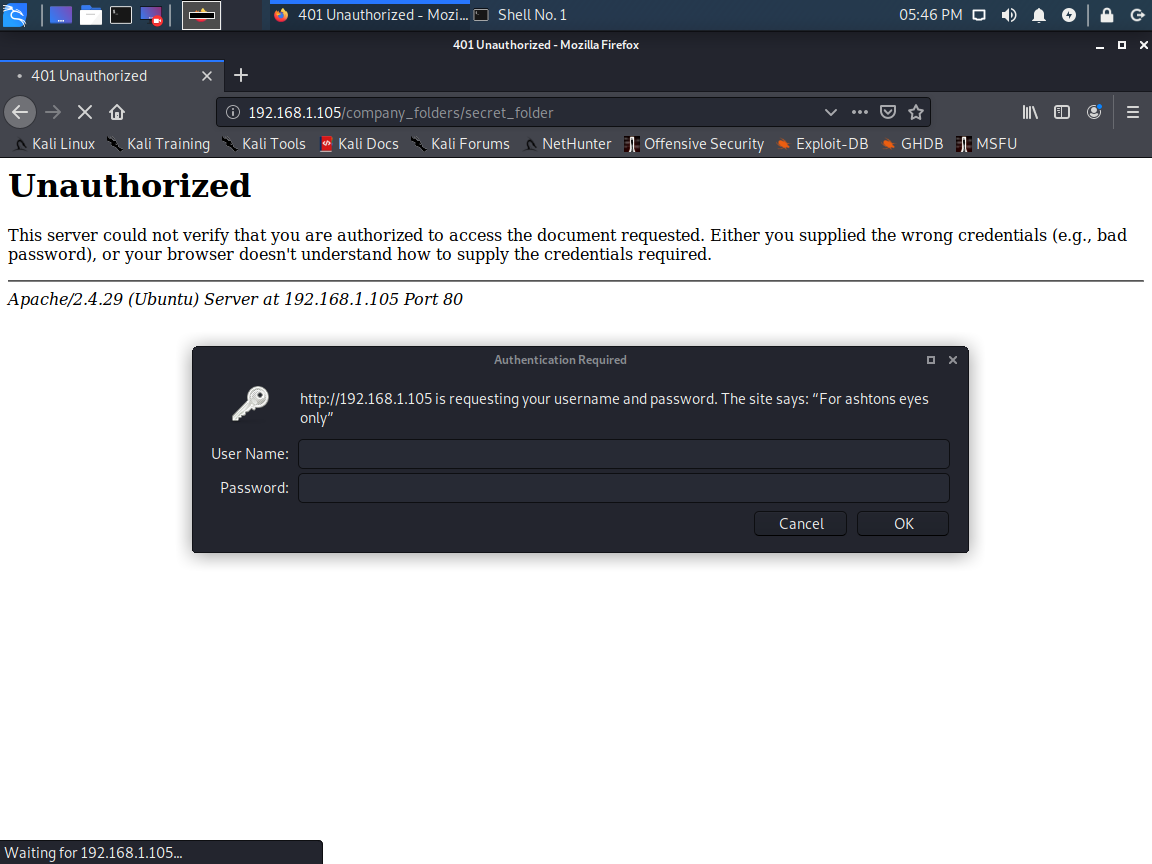 401 Unauthorized - Mozi... Shell No. 1 05:46 PM
401 Unauthorized - Mozilla Firefox
• 401 Unauthorized
192.168.1.105/company_folders/secret_folder
Kali Linux Kali Training Kali Tools Kali Docs Kali Forums NetHunter Offensive Security Exploit-DB GHDB MSFU
Unauthorized
This server could not verify that you are authorized to access the document requested. Either you supplied the wrong credentials (e.g., bad
password), or your browser doesn't understand how to supply the credentials required.
Apache/2.4.29 (Ubuntu) Server at 192.168.1.105 Port 80
Authentication Required
http://192.168.1.105 is requesting your username and password. The site says: “For ashtons eyes
only”
User Name:
Password:
Cancel OK
Waiting for 192.168.1.105...